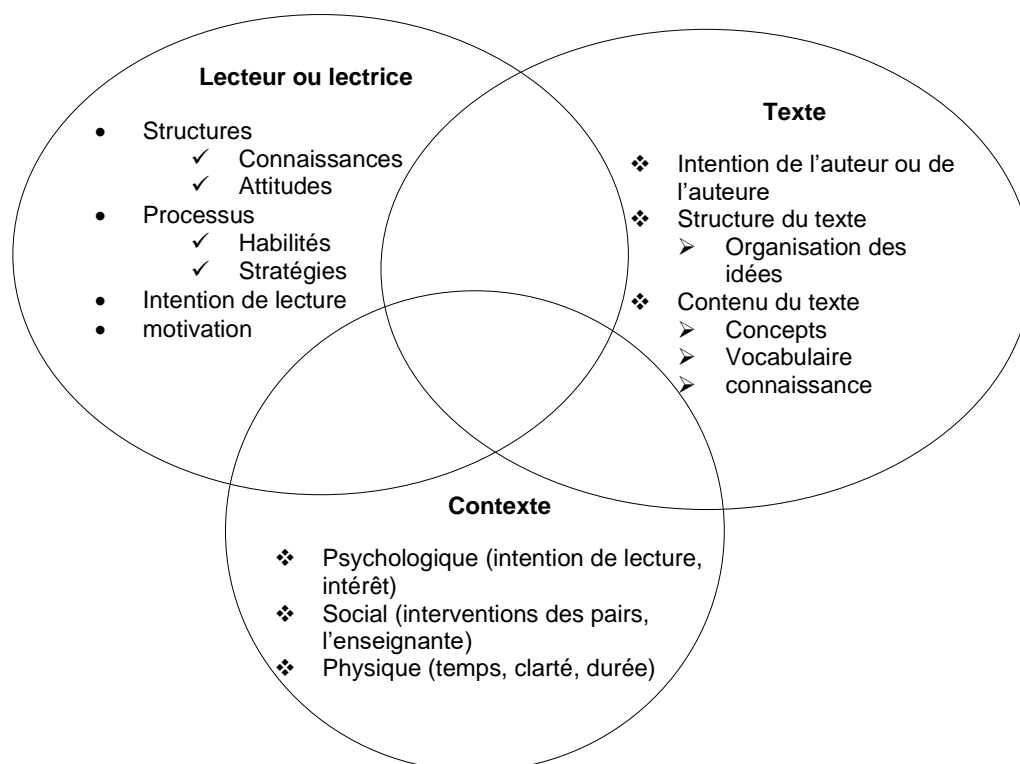 Lecteur ou lectrice
• Structures
✓ Connaissances
✓ Attitudes
• Processus
✓ Habilités
✓ Stratégies
• Intention de lecture
• motivation
Texte
❖ Intention de l’auteur ou de
l’auteure
❖ Structure du texte
➢ Organisation des
idées
❖ Contenu du texte
➢ Concepts
➢ Vocabulaire
➢ connaissance
Contexte
❖ Psychologique (intention de lecture,
intérêt)
❖ Social (interventions des pairs,
l’enseignante)
❖ Physique (temps, clarté, durée)